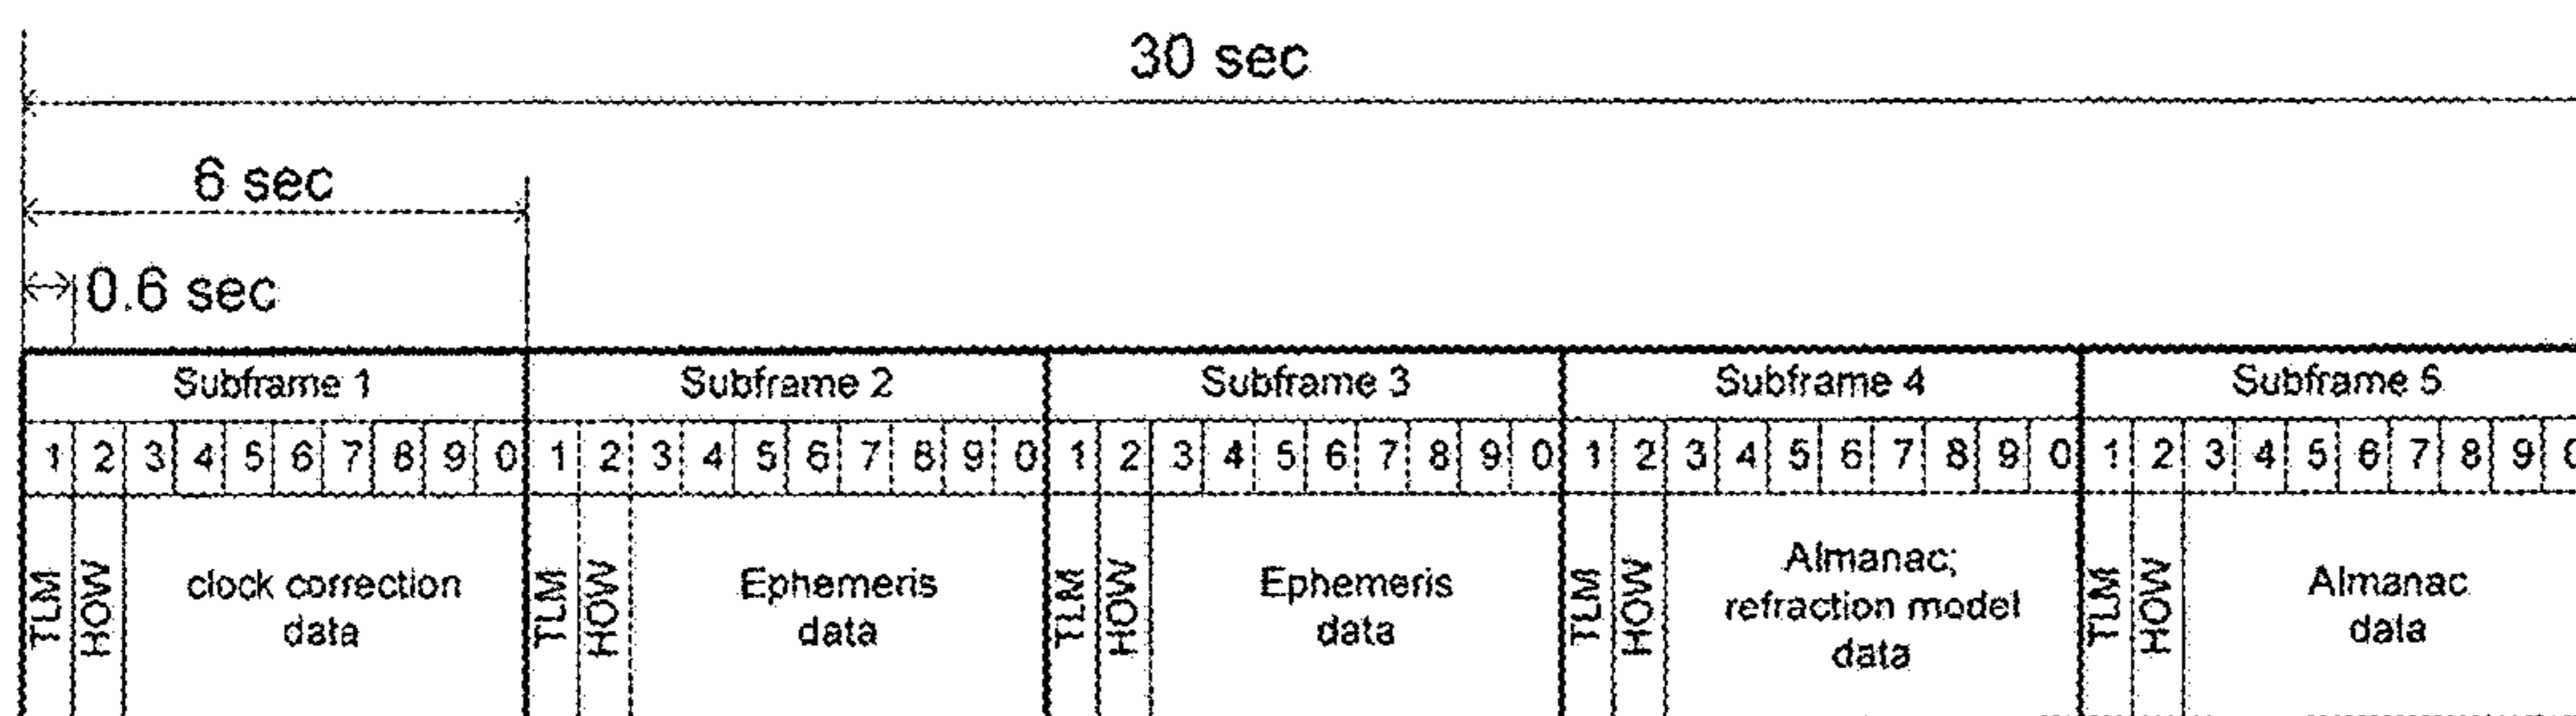 30 sec
6 sec
0.6 sec
Subframe 1 Subframe 2 Subframe 3 Subframe 4 Subframe 5
1 2 3 4 5 6 7 8 9 0 1 2 3 4 5 6 7 8 9 0 1 2 3 4 5 6 7 8 9 0 1 2 3 4 5 6 7 8 9 0 1 2 3 4 5 6 7 8 9 0
TLM
HOW
clock correction
data
TLM
HOW
Ephemeris
data
TLM
HOW
Ephemeris
data
TLM
HOW
Almanac;
refraction model
data
TLM
HOW
Almanac
data